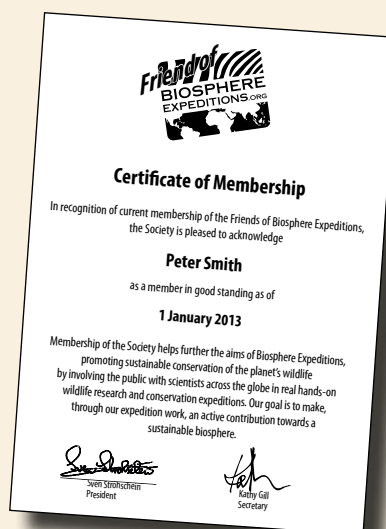 Friend of
BIOSPHERE
EXPEDITIONS.ORG
Certificate of Membership
In recognition of current membership of the Friends of Biosphere Expeditions,
the Society is pleased to acknowledge
Peter Smith
as a member in good standing as of
1 January 2013
Membership of the Society helps further the aims of Biosphere Expeditions,
promoting sustainable conservation of the planet's wildlife
by involving the public with scientists across the globe in real hands-on
wildlife research and conservation expeditions. Our goal is to make,
through our expedition work, an active contribution towards a
sustainable biosphere.
Sven Strohschein
President
Kathy Gill
Secretary